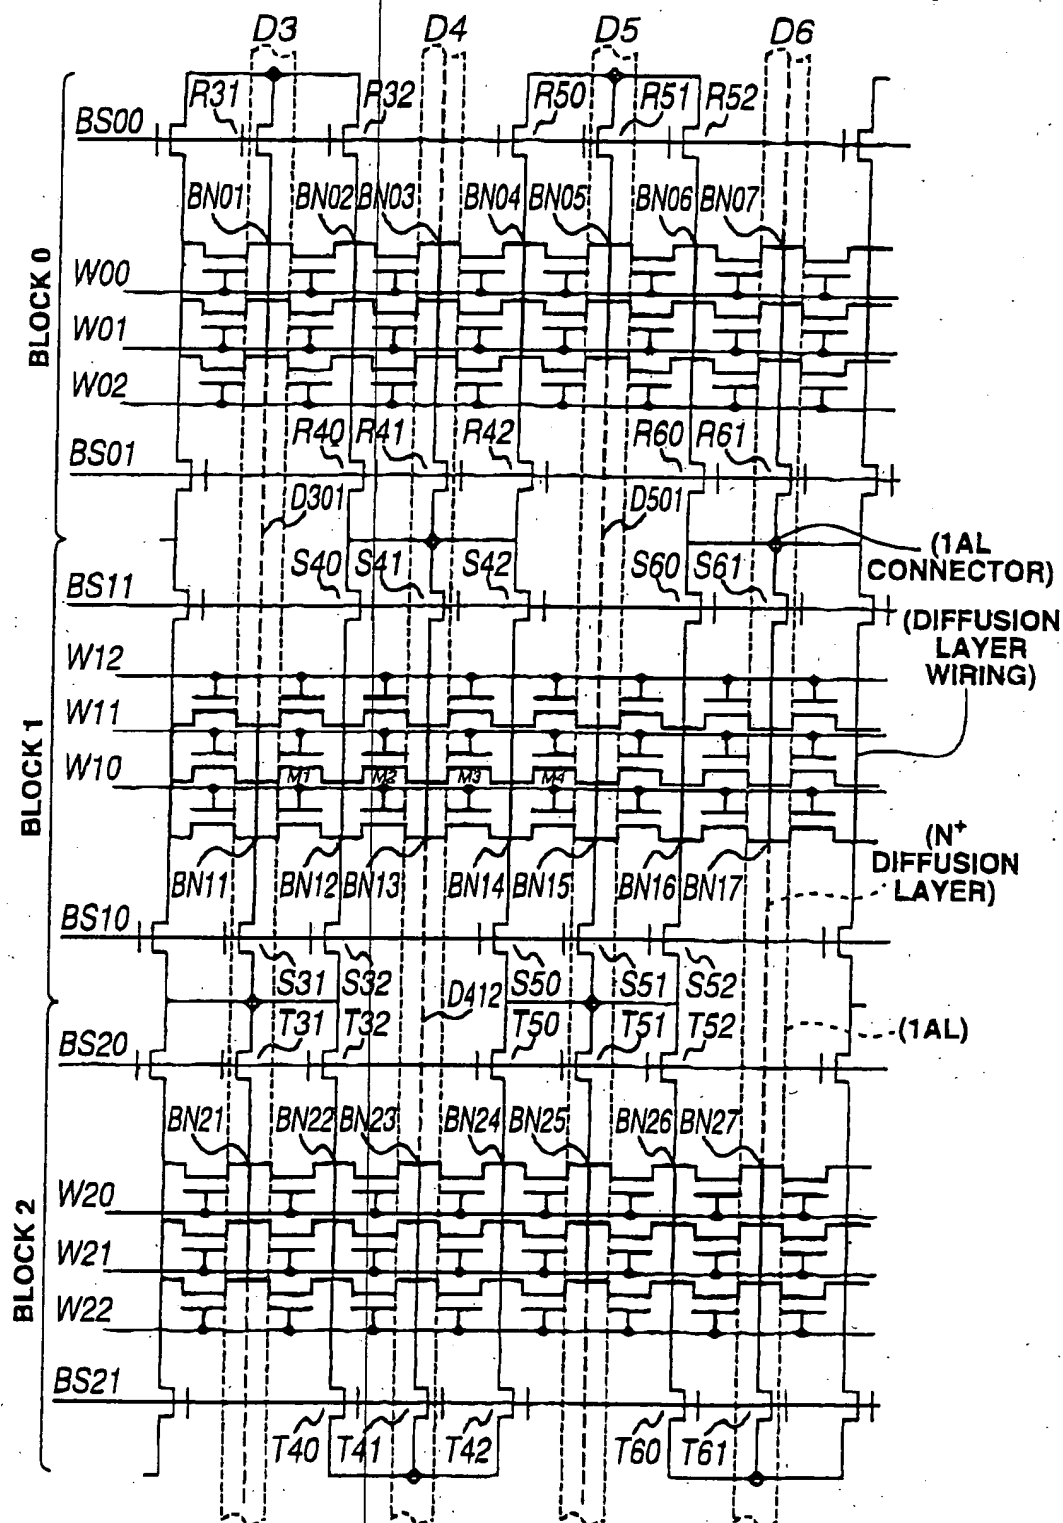 D3 D4 D5 D6
R31 R32 R50 R51 R52
BS00
BN01 BN02 BN03 BN04 BN05 BN06 BN07
BLOCK 0
W00
W01
W02
R40 R41 R42 R60 R61
BS01
D301 D501
(1AL CONNECTOR)
S40 S41 S42 S60 S61
BS11
(DIFFUSION LAYER WIRING)
W12
W11
BLOCK 1
W10
M1 M2 M3 M4
(N+ DIFFUSION LAYER)
BN11 BN12 BN13 BN14 BN15 BN16 BN17
BS10
S31 S32 S50 S51 S52
D412
T31 T32 T50 T51 T52
(1AL)
BS20
BN21 BN22 BN23 BN24 BN25 BN26 BN27
BLOCK 2
W20
W21
W22
BS21
T40 T41 T42 T60 T61